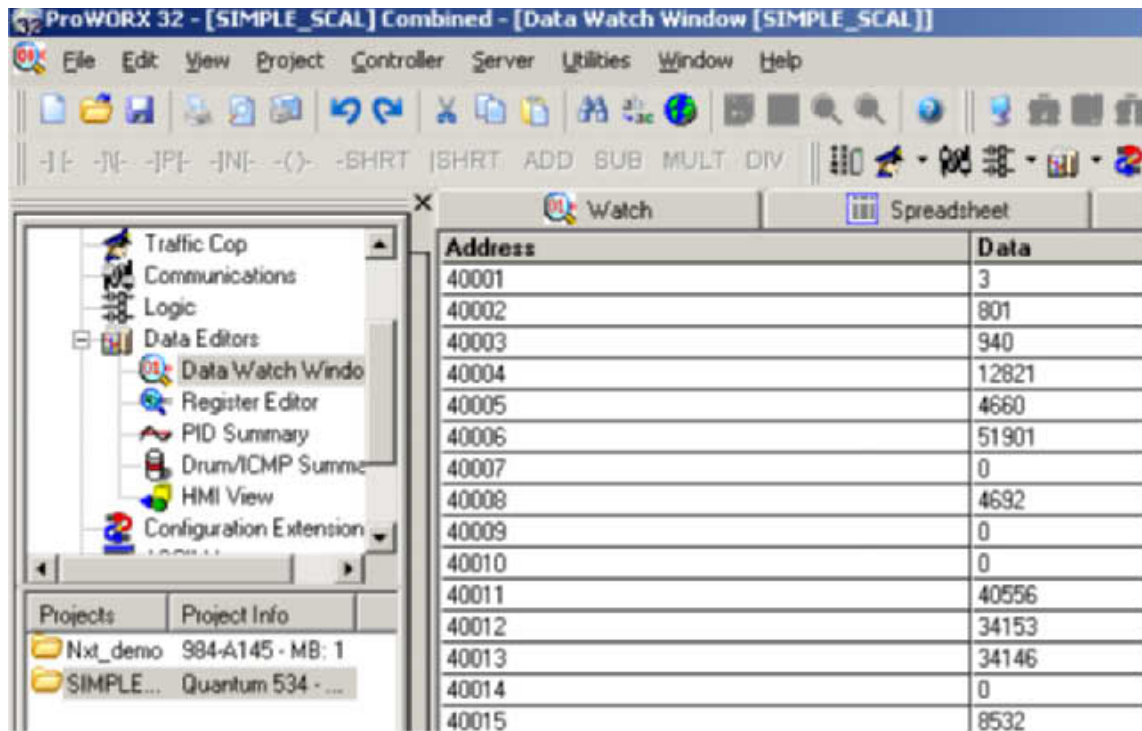 ProWORX 32 - [SIMPLE_SCAL] Combined - [Data Watch Window [SIMPLE_SCAL]]
File Edit View Project Controller Server Utilities Window Help
-] [- -]\[- -]P[- -]N[- -( )- -SHRT |SHRT ADD SUB MULT DIV
Watch Spreadsheet
Traffic Cop
Communications
Logic
Data Editors
Data Watch Windo
Register Editor
PID Summary
Drum/ICMP Summa
HMI View
Configuration Extension
Projects Project Info
Nxt_demo 984-A145 - MB: 1
SIMPLE... Quantum 534 - ...
Address Data
40001 3
40002 801
40003 940
40004 12821
40005 4660
40006 51901
40007 0
40008 4692
40009 0
40010 0
40011 40556
40012 34153
40013 34146
40014 0
40015 8532